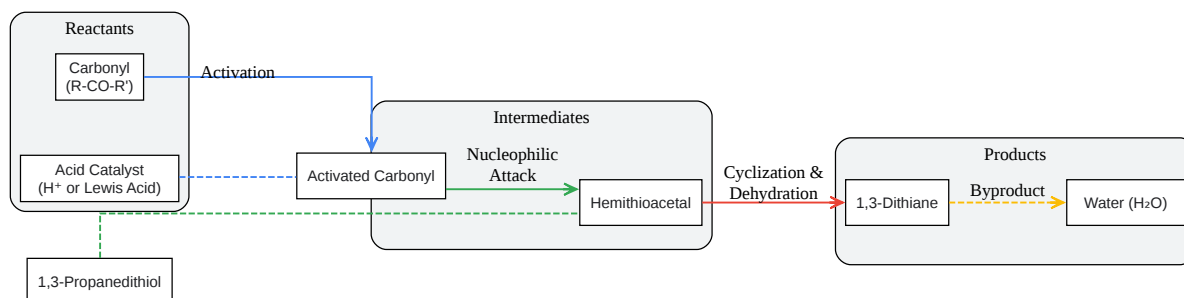 Reactants
Carbonyl
(R-CO-R')
Activation
Acid Catalyst
(H⁺ or Lewis Acid)
Intermediates
Activated Carbonyl
Nucleophilic
Attack
Hemithioacetal
Cyclization &
Dehydration
Products
1,3-Dithiane
Byproduct
Water (H₂O)
1,3-Propanedithiol